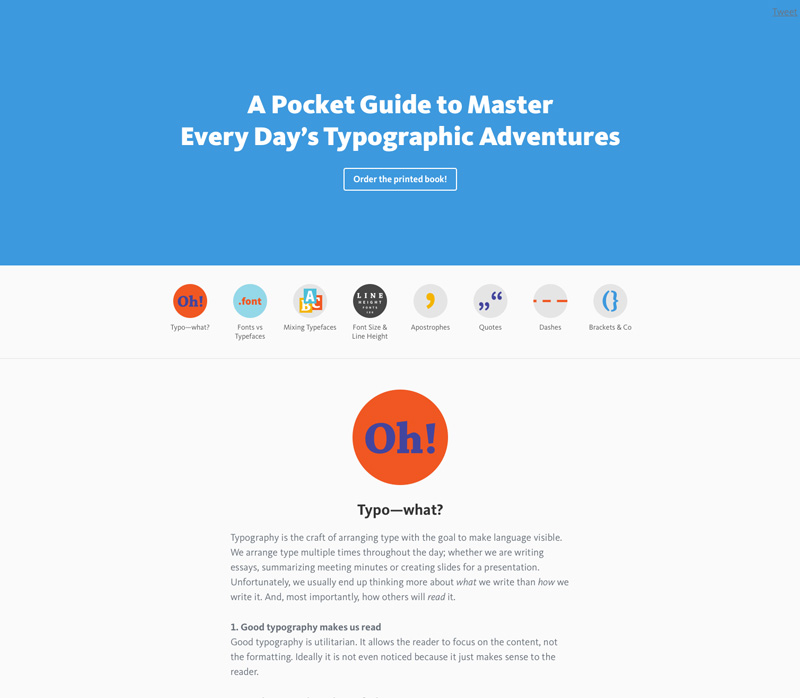 Tweet
A Pocket Guide to Master
Every Day’s Typographic Adventures
Order the printed book!
Oh!
.font
A
B
C
LINE
HEIGHT
FONTS
Typo—what?
Fonts vs
Typefaces
Mixing Typefaces
Font Size &
Line Height
Apostrophes
Quotes
Dashes
Brackets & Co
Oh!
Typo—what?
Typography is the craft of arranging type with the goal to make language visible.
We arrange type multiple times throughout the day; whether we are writing
essays, summarizing meeting minutes or creating slides for a presentation.
Unfortunately, we usually end up thinking more about what we write than how we
write it. And, most importantly, how others will read it.
1. Good typography makes us read
Good typography is utilitarian. It allows the reader to focus on the content, not
the formatting. Ideally it is not even noticed because it just makes sense to the
reader.